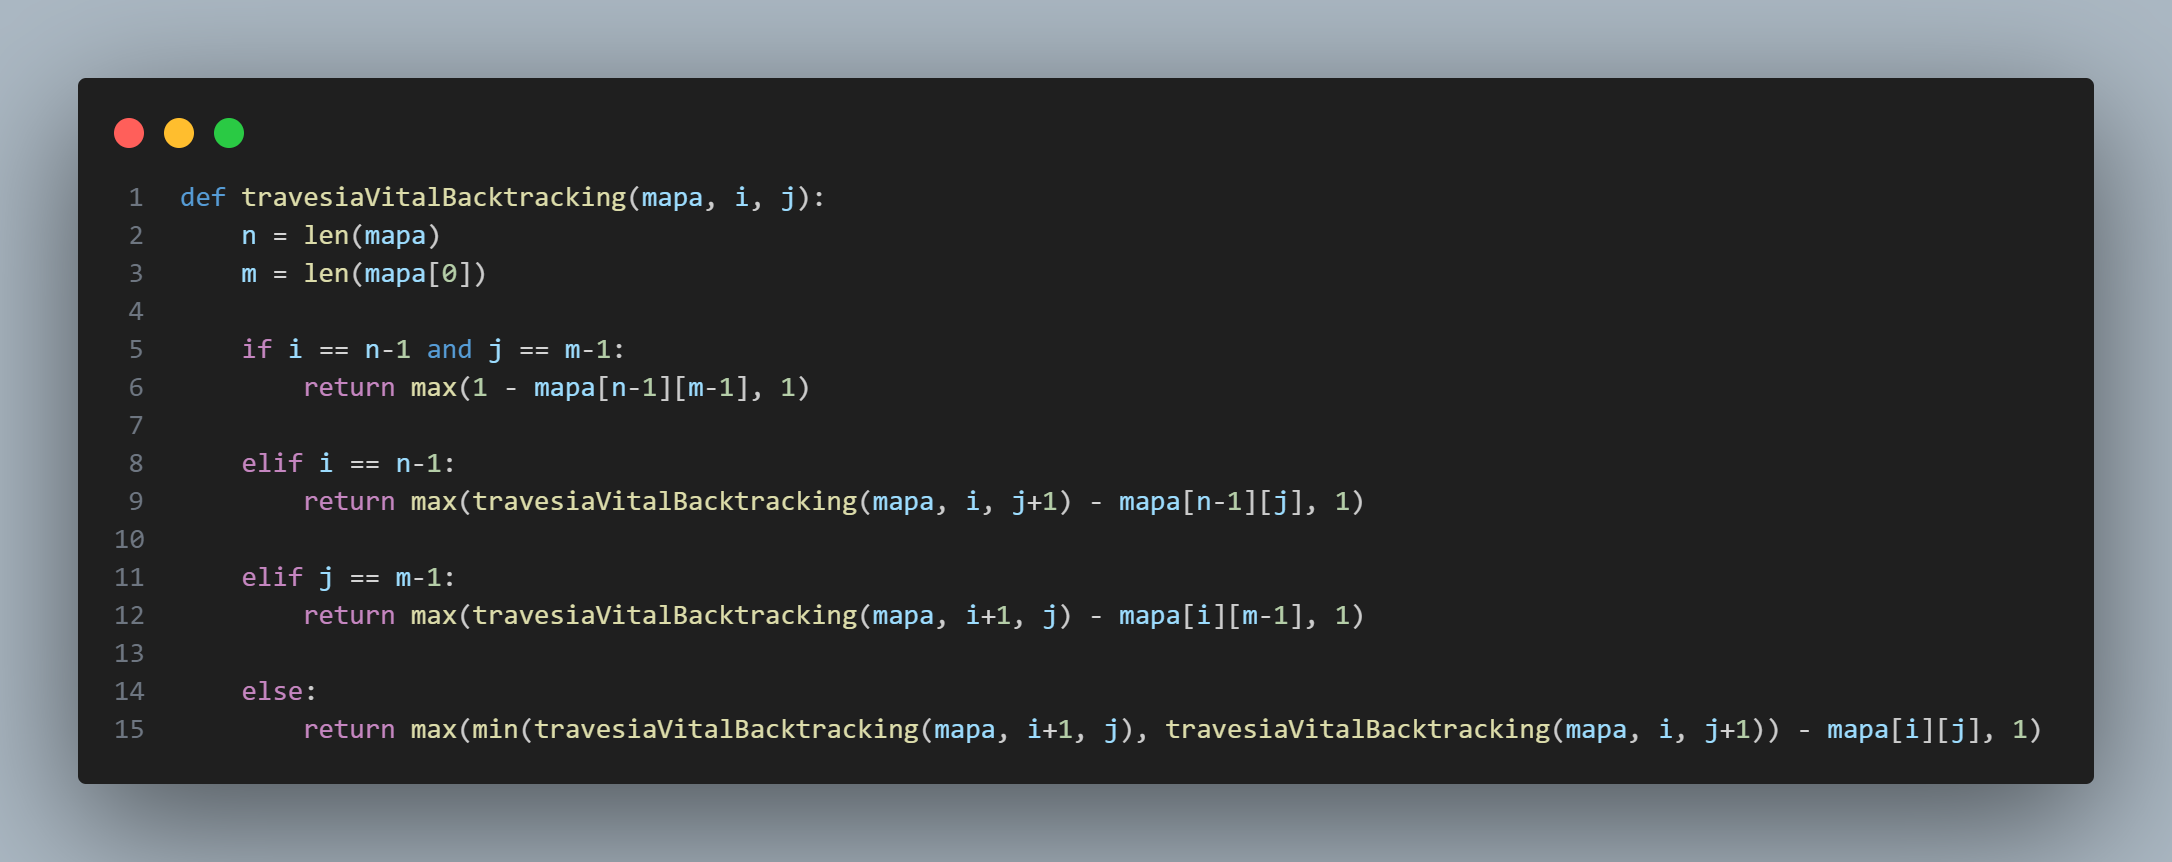 1 def travesiaVitalBacktracking(mapa, i, j):
2     n = len(mapa)
3     m = len(mapa[0])
4
5     if i == n-1 and j == m-1:
6         return max(1 - mapa[n-1][m-1], 1)
7
8     elif i == n-1:
9         return max(travesiaVitalBacktracking(mapa, i, j+1) - mapa[n-1][j], 1)
10
11     elif j == m-1:
12         return max(travesiaVitalBacktracking(mapa, i+1, j) - mapa[i][m-1], 1)
13
14     else:
15         return max(min(travesiaVitalBacktracking(mapa, i+1, j), travesiaVitalBacktracking(mapa, i, j+1)) - mapa[i][j], 1)